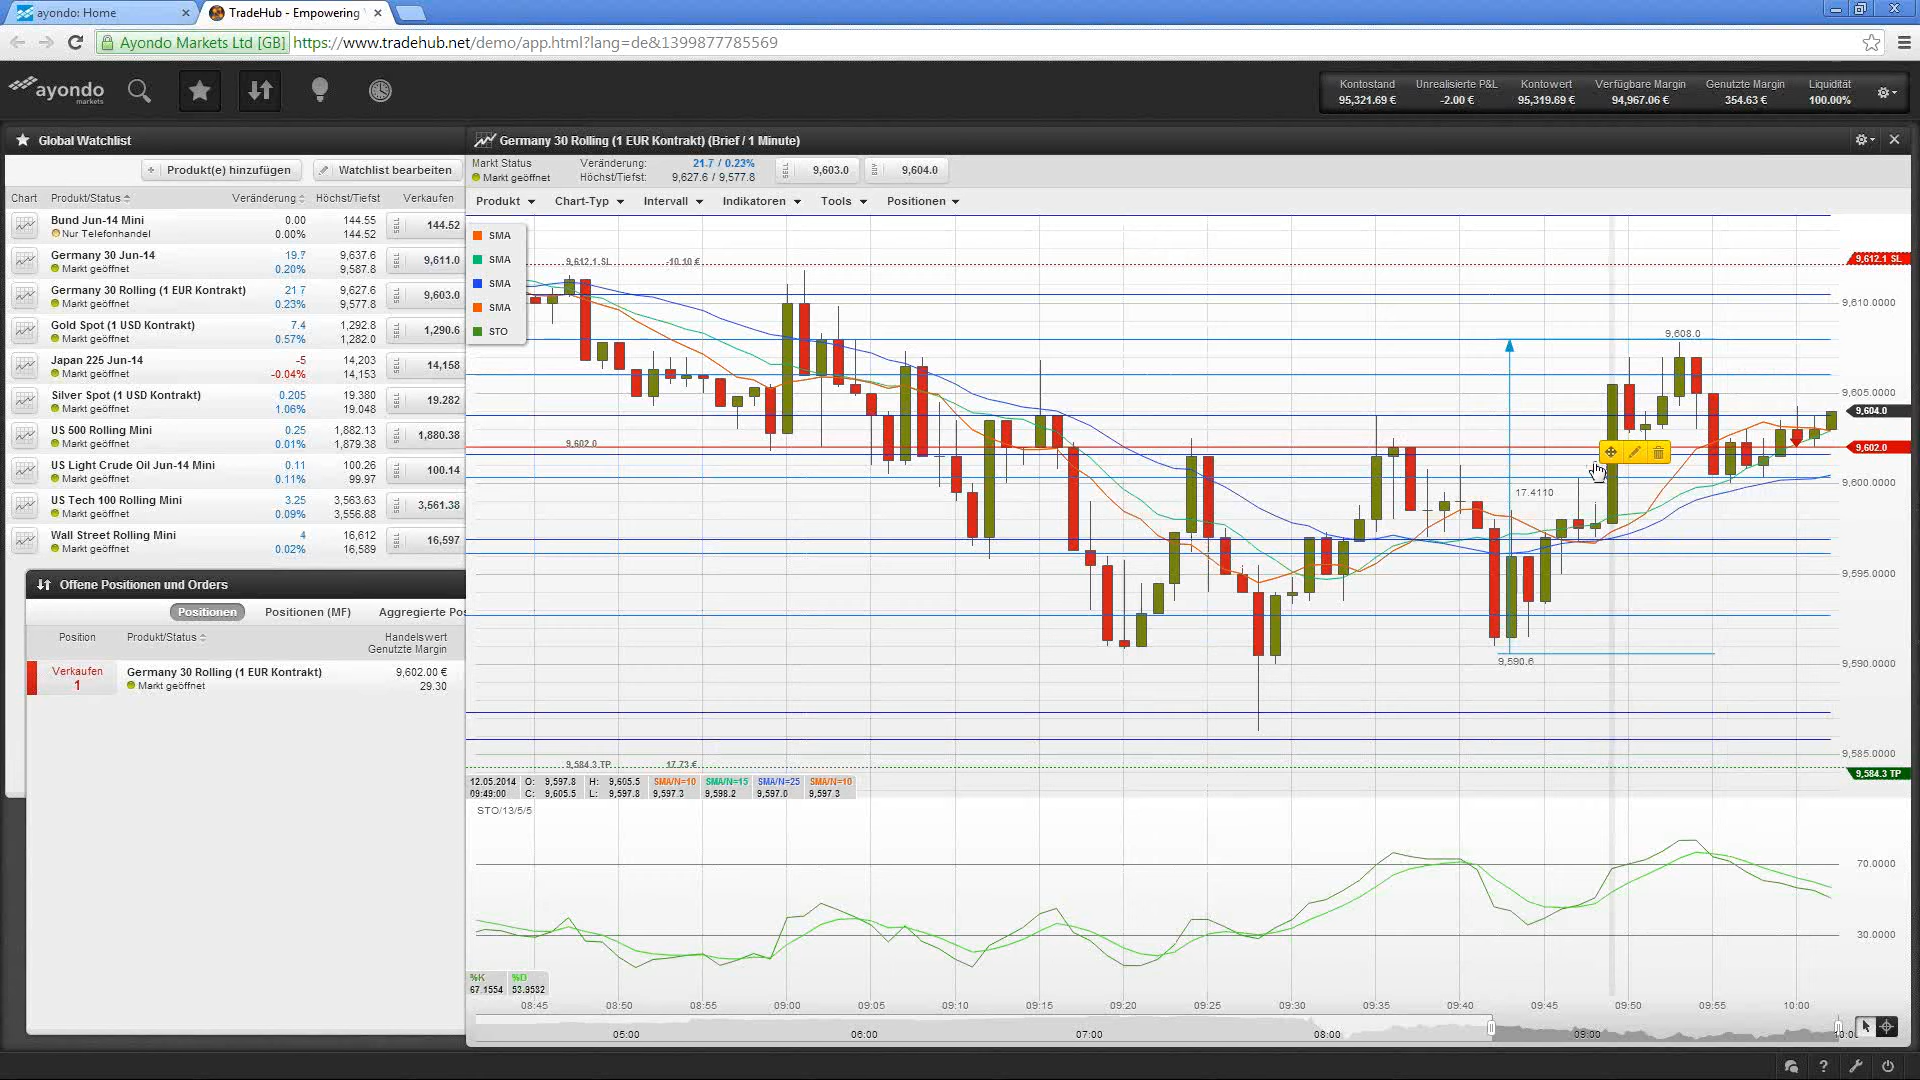 ayondo: Home
TradeHub - Empowering
Ayondo Markets Ltd [GB]
https://www.tradehub.net/demo/app.html?lang=de&1399877785569
ayondo
markets
Kontostand Unrealisierte P&L Kontowert Verfügbare Margin Genutzte Margin Liquidität
95,321.69 € -2.00 € 95,319.69 € 94,967.06 € 354.63 € 100.00%
Global Watchlist
Produkt(e) hinzufügen
Watchlist bearbeiten
Chart Produkt/Status Veränderung Höchst/Tiefst Verkaufen
Bund Jun-14 Mini 0.00 144.55 SELL 144.52
Nur Telefonhandel 0.00% 144.52
Germany 30 Jun-14 19.7 9,637.6 SELL 9,611.0
Markt geöffnet 0.20% 9,587.8
Germany 30 Rolling (1 EUR Kontrakt) 21.7 9,627.6 SELL 9,603.0
Markt geöffnet 0.23% 9,577.8
Gold Spot (1 USD Kontrakt) 7.4 1,292.8 SELL 1,290.6
Markt geöffnet 0.57% 1,282.0
Japan 225 Jun-14 -5 14,203 SELL 14,158
Markt geöffnet -0.04% 14,153
Silver Spot (1 USD Kontrakt) 0.205 19.380 SELL 19.282
Markt geöffnet 1.06% 19.048
US 500 Rolling Mini 0.25 1,882.13 SELL 1,880.38
Markt geöffnet 0.01% 1,879.38
US Light Crude Oil Jun-14 Mini 0.11 100.26 SELL 100.14
Markt geöffnet 0.11% 99.97
US Tech 100 Rolling Mini 3.25 3,563.63 SELL 3,561.38
Markt geöffnet 0.09% 3,556.88
Wall Street Rolling Mini 4 16,612 SELL 16,597
Markt geöffnet 0.02% 16,589
Offene Positionen und Orders
Positionen Positionen (MF) Aggregierte Pos
Position Produkt/Status Handelswert
Genutzte Margin
Verkaufen Germany 30 Rolling (1 EUR Kontrakt) 9,602.00 €
1 Markt geöffnet 29.30
Germany 30 Rolling (1 EUR Kontrakt) (Brief / 1 Minute)
Markt Status Veränderung: 21.7 / 0.23% SELL 9,603.0 BUY 9,604.0
Markt geöffnet Höchst/Tiefst: 9,627.6 / 9,577.8
Produkt Chart-Typ Intervall Indikatoren Tools Positionen
SMA
SMA
SMA
SMA
STO
9,612.1 SL -10.10 €
9,612.1 SL
9,610.0000
9,608.0
9,605.0000
9,604.0
9,602.0
9,602.0
9,600.0000
17.4110
9,595.0000
9,590.6
9,590.0000
9,585.0000
9,584.3 TP 17.73 €
9,584.3 TP
12.05.2014 O: 9,597.8 H: 9,605.5 SMA/N=10 SMA/N=15 SMA/N=25 SMA/N=10
09:49:00 C: 9,605.5 L: 9,597.8 9,597.3 9,598.2 9,597.0 9,597.3
STO/13/5/5
70.0000
30.0000
%K %D
67.1554 53.9532
08:45 08:50 08:55 09:00 09:05 09:10 09:15 09:20 09:25 09:30 09:35 09:40 09:45 09:50 09:55 10:00
05:00 06:00 07:00 08:00 09:00